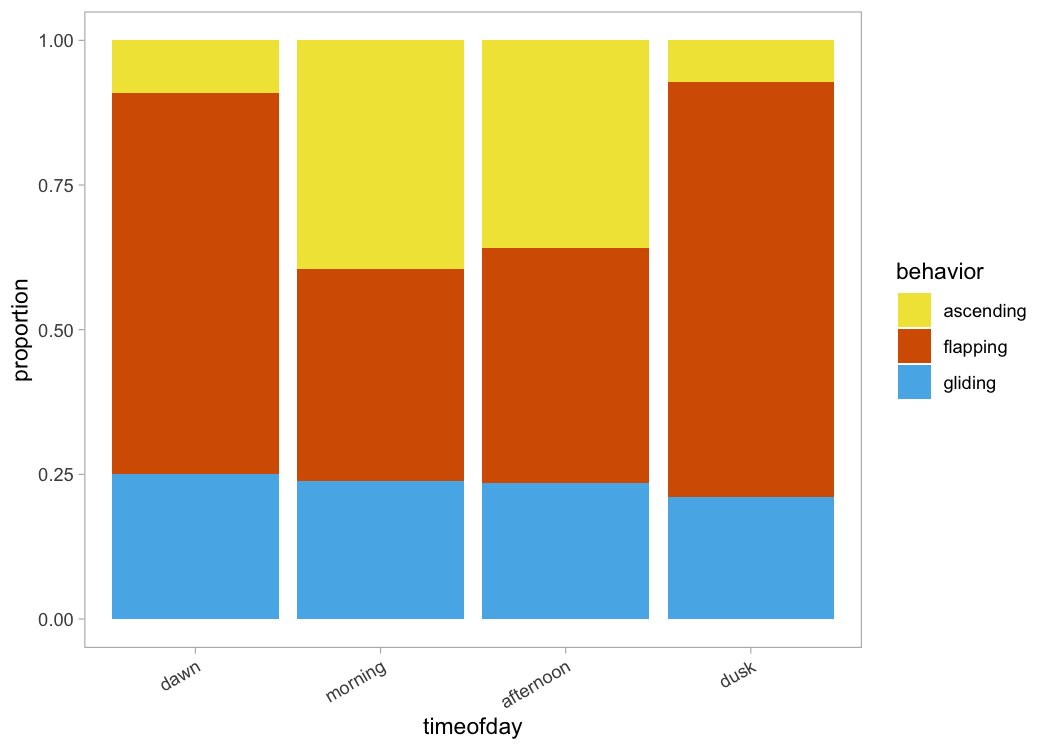 1.00
0.75
0.50
0.25
0.00
proportion
dawn
morning
afternoon
dusk
timeofday
behavior
ascending
flapping
gliding